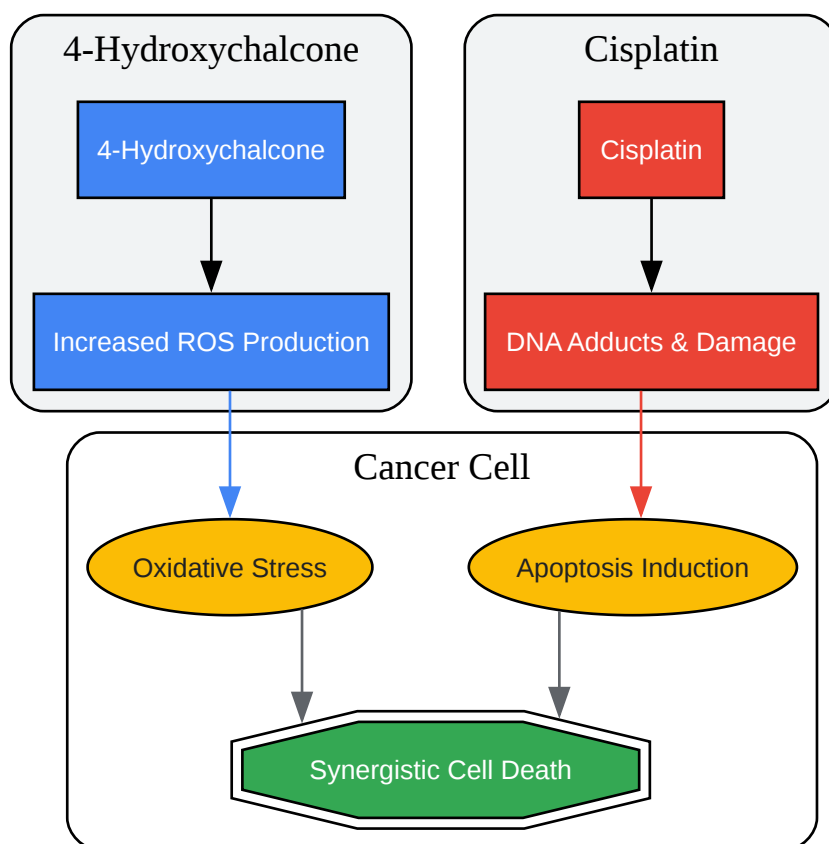 4-Hydroxychalcone
Cisplatin
4-Hydroxychalcone
Cisplatin
Increased ROS Production
DNA Adducts & Damage
Cancer Cell
Oxidative Stress
Apoptosis Induction
Synergistic Cell Death